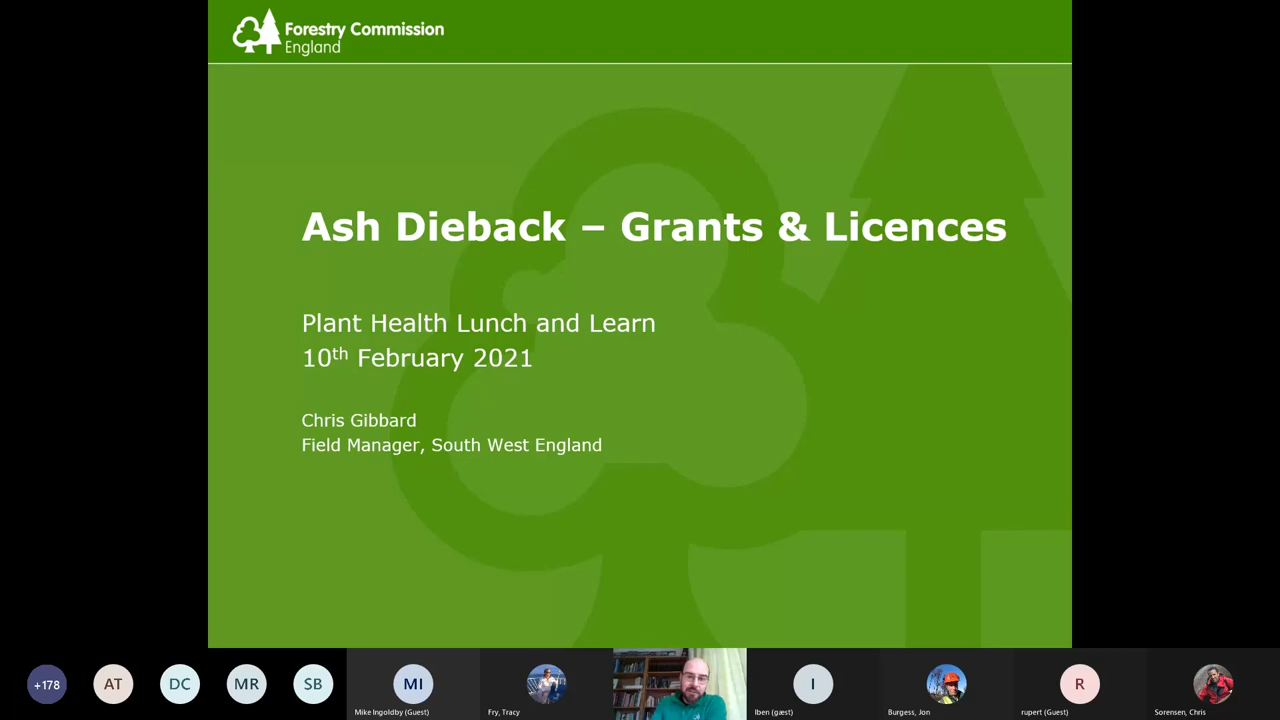 Forestry Commission
England
Ash Dieback – Grants & Licences
Plant Health Lunch and Learn
10th February 2021
Chris Gibbard
Field Manager, South West England
+178
AT
DC
MR
SB
MI
I
R
Mike Ingoldby (Guest)
Fry, Tracy
Iben (gæst)
Burgess, Jon
rupert (Guest)
Sorensen, Chris